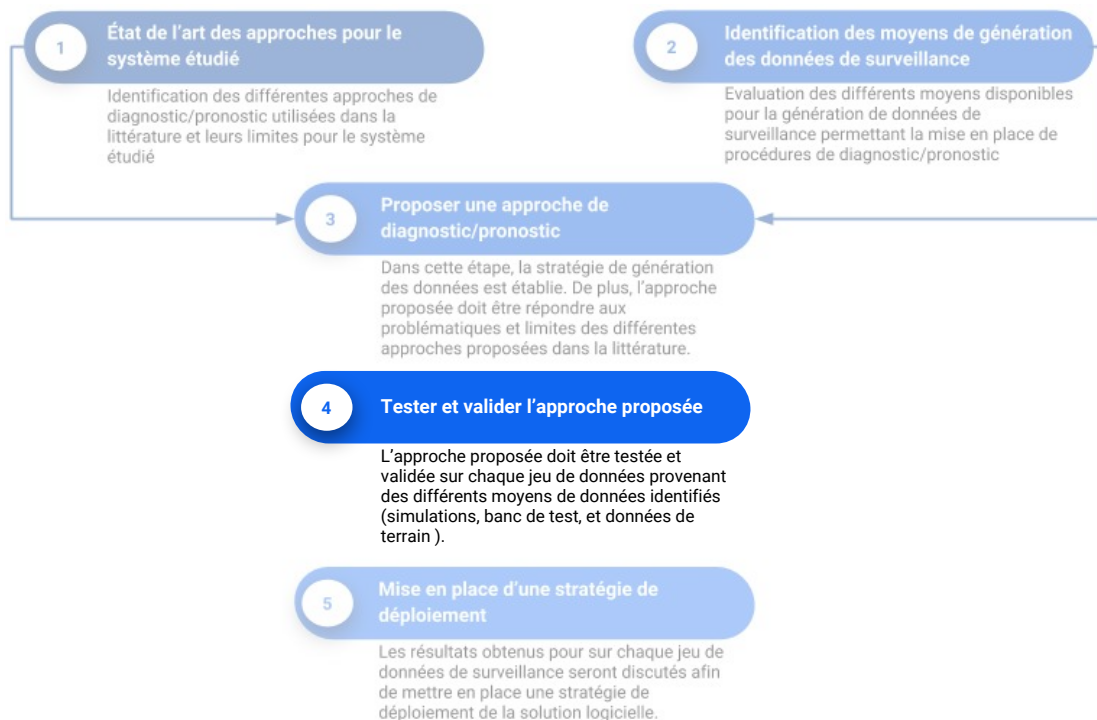 1
État de l'art des approches pour le
système étudié
Identification des différentes approches de
diagnostic/pronostic utilisées dans la
littérature et leurs limites pour le système
étudié
2
Identification des moyens de génération
des données de surveillance
Evaluation des différents moyens disponibles
pour la génération de données de
surveillance permettant la mise en place de
procédures de diagnostic/pronostic
3
Proposer une approche de
diagnostic/pronostic
Dans cette étape, la stratégie de génération
des données est établie. De plus, l'approche
proposée doit être répondre aux
problématiques et limites des différentes
approches proposées dans la littérature.
4
Tester et valider l'approche proposée
L'approche proposée doit être testée et
validée sur chaque jeu de données provenant
des différents moyens de données identifiés
(simulations, banc de test, et données de
terrain ).
5
Mise en place d'une stratégie de
déploiement
Les résultats obtenus pour sur chaque jeu de
données de surveillance seront discutés afin
de mettre en place une stratégie de
déploiement de la solution logicielle.